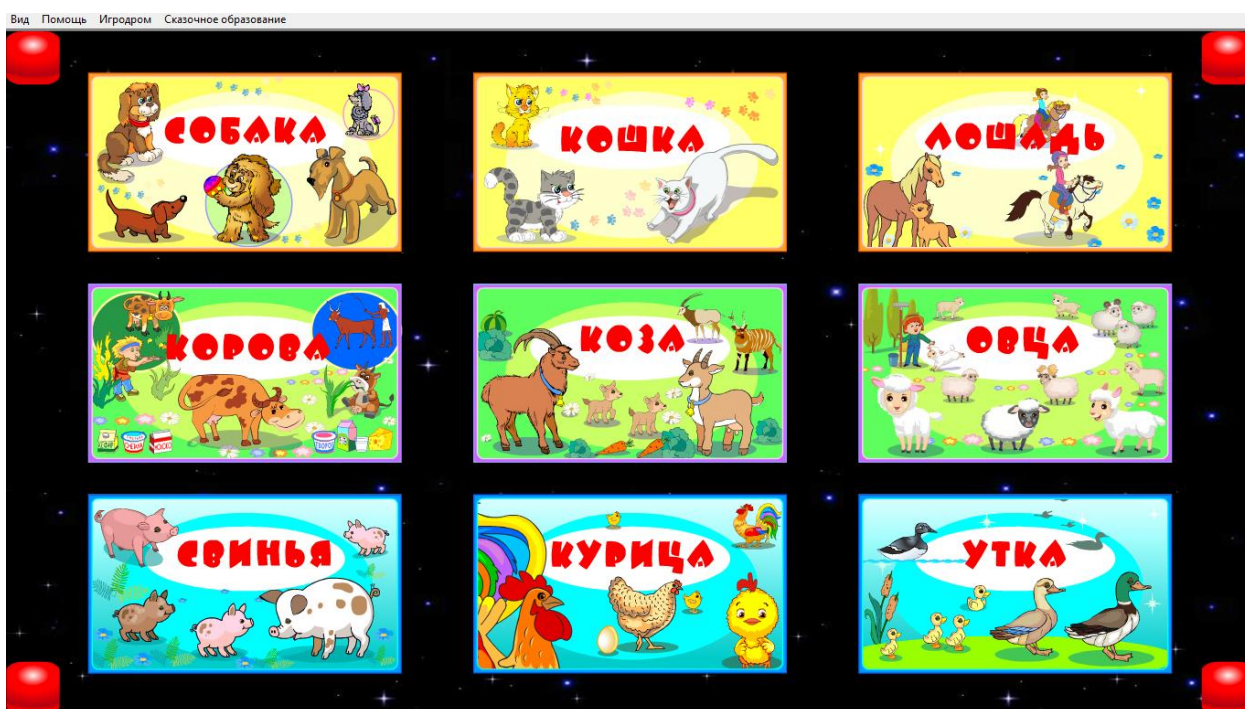 Вид Помощь Игродром Сказочное образование
СОБАКА
КОШКА
ЛОШАДЬ
КОРОВА
КОЗА
ОВЦА
СВИНЬЯ
КУРИЦА
УТКА